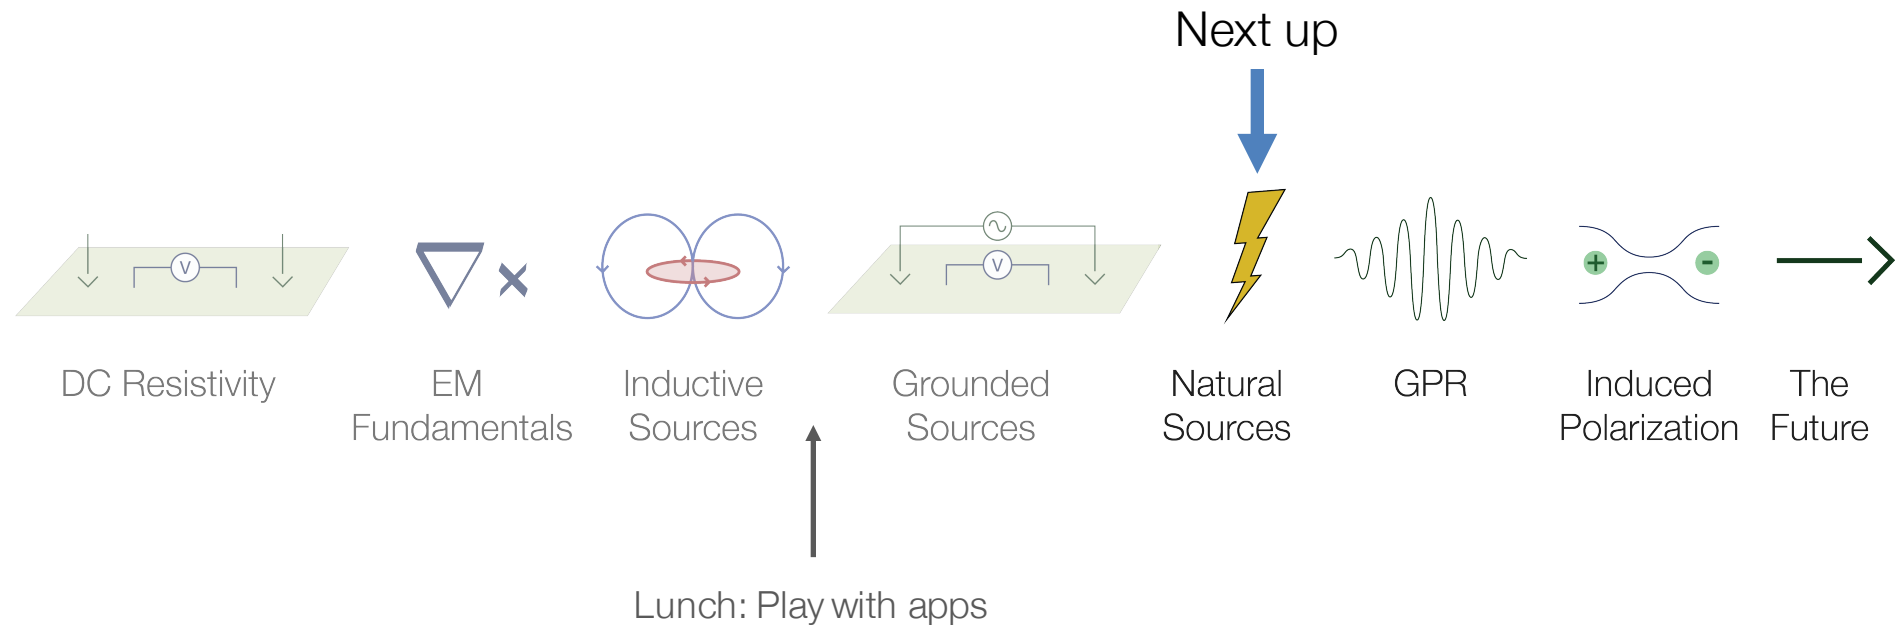 Next up
V
V
+
-
DC Resistivity
EM
Fundamentals
Inductive
Sources
Grounded
Sources
Natural
Sources
GPR
Induced
Polarization
The
Future
Lunch: Play with apps